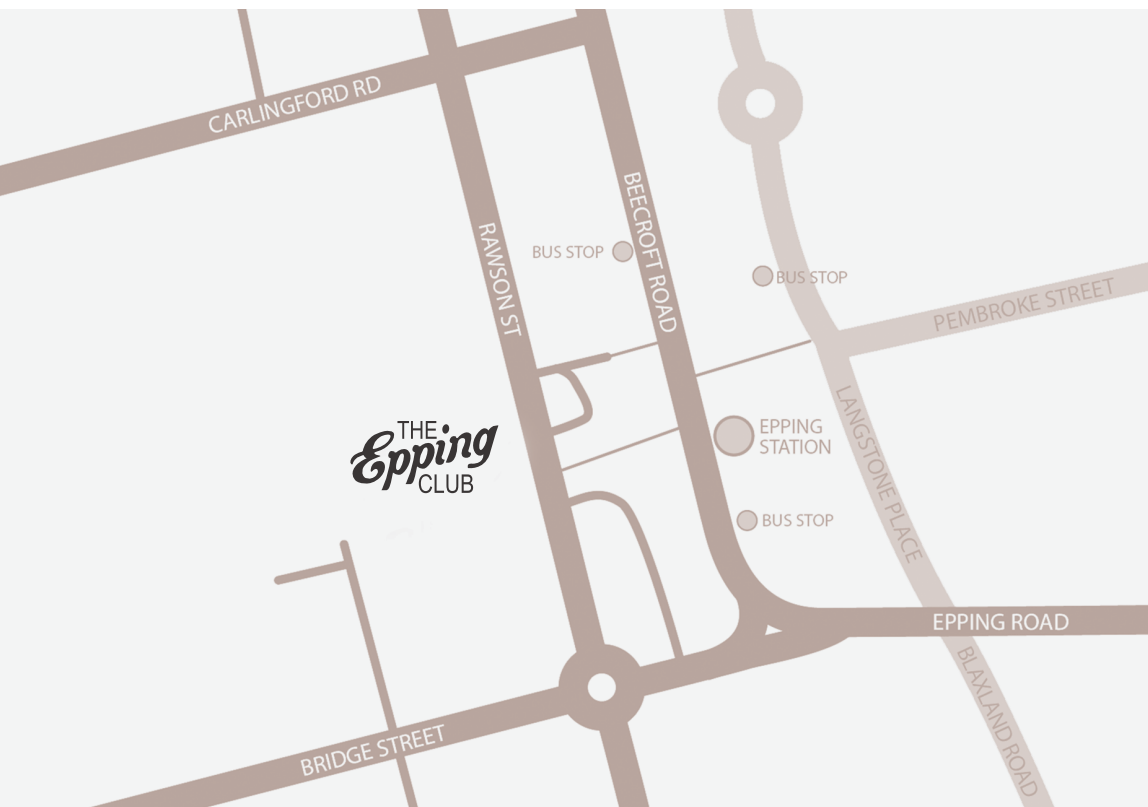 CARLINGFORD RD
BEECROFT ROAD
RAWSON ST
BUS STOP
BUS STOP
PEMBROKE STREET
THE
Epping
CLUB
EPPING
STATION
LANGSTONE PLACE
BUS STOP
EPPING ROAD
BLAXLAND ROAD
BRIDGE STREET